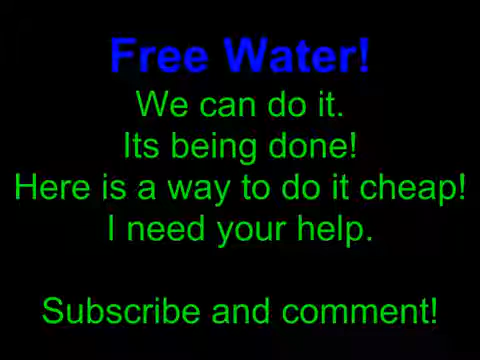 Free Water!
We can do it.
Its being done!
Here is a way to do it cheap!
I need your help.
Subscribe and comment!